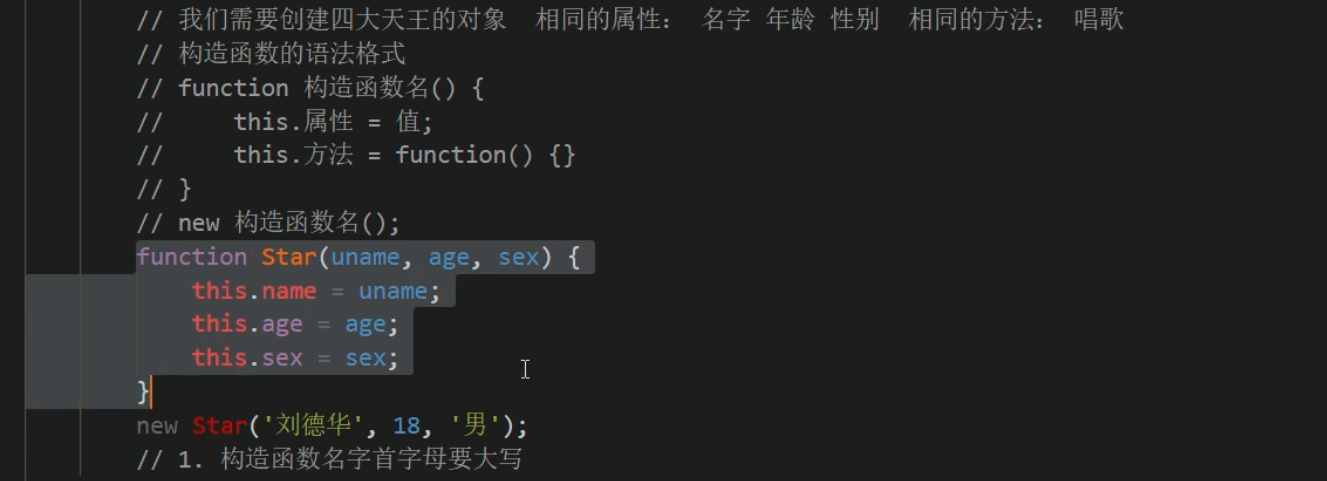 // 我们需要创建四大天王的对象  相同的属性： 名字 年龄 性别  相同的方法： 唱歌
// 构造函数的语法格式
// function 构造函数名() {
//     this.属性 = 值;
//     this.方法 = function() {}
// }
// new 构造函数名();
function Star(uname, age, sex) {
    this.name = uname;
    this.age = age;
    this.sex = sex;
}
new Star('刘德华', 18, '男');
// 1. 构造函数名字首字母要大写